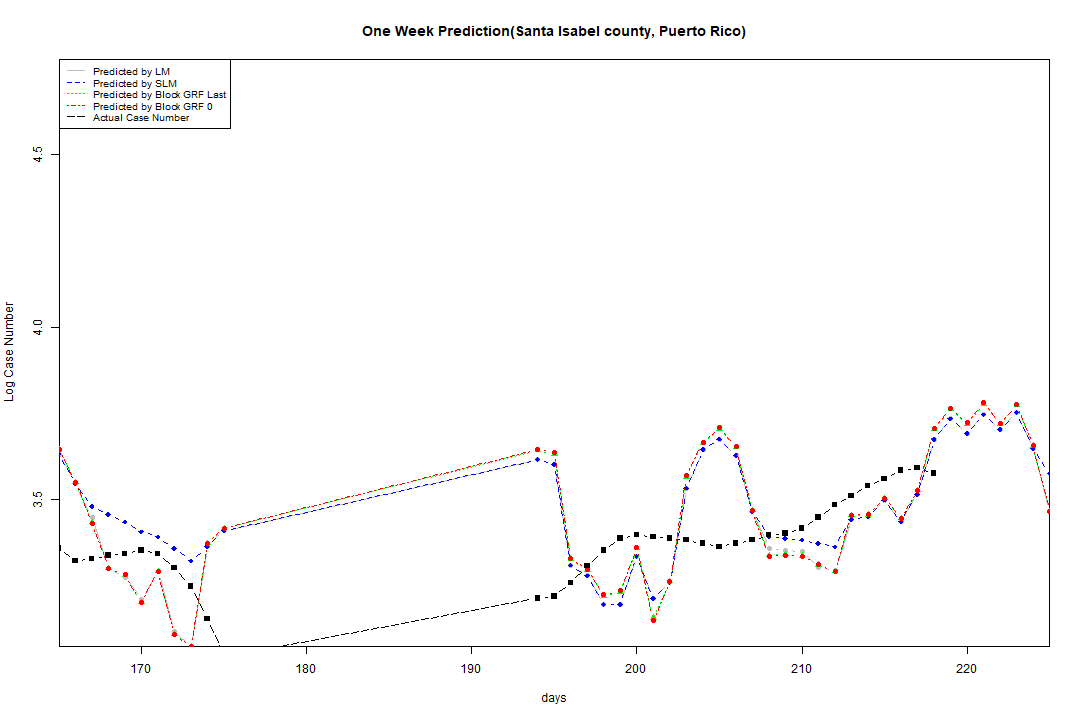 One Week Prediction(Santa Isabel county, Puerto Rico)
Predicted by LM
Predicted by SLM
Predicted by Block GRF Last
Predicted by Block GRF 0
Actual Case Number
4.5
4.0
3.5
Log Case Number
170 180 190 200 210 220
days